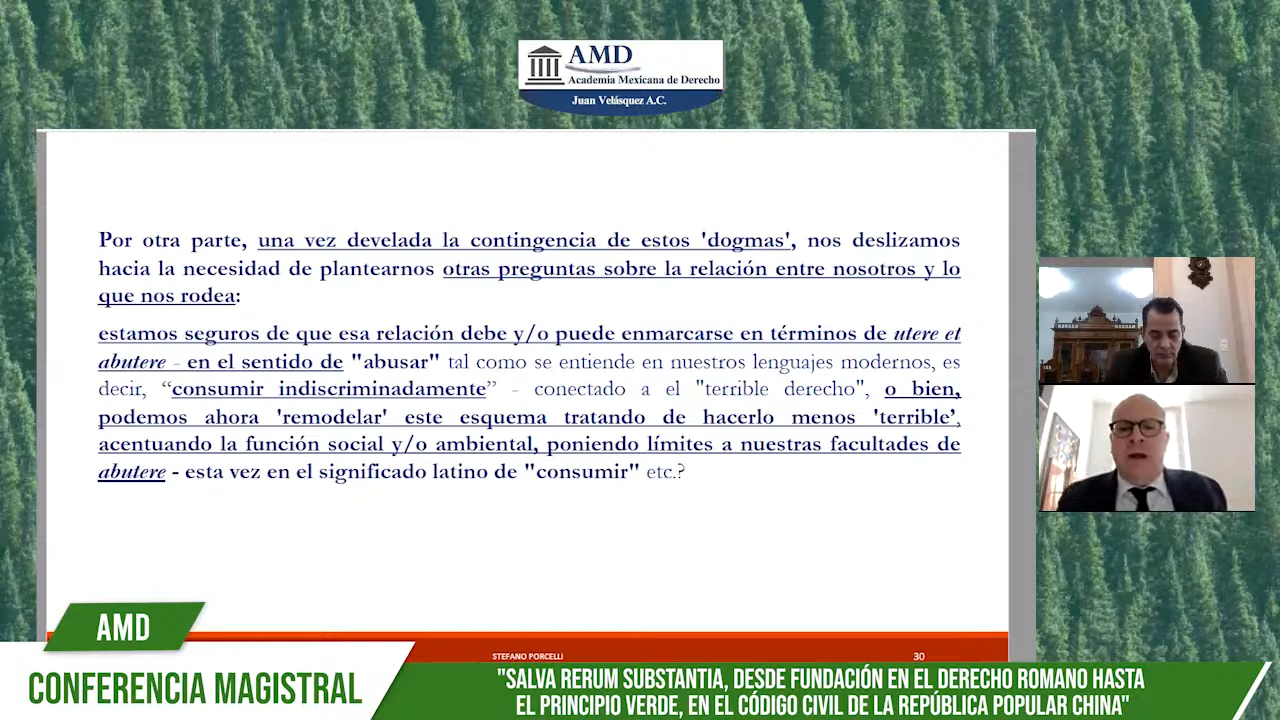 AMD
Academia Mexicana de Derecho
Juan Velásquez A.C.
Por otra parte, una vez develada la contingencia de estos 'dogmas', nos deslizamos
hacia la necesidad de plantearnos otras preguntas sobre la relación entre nosotros y lo
que nos rodea:
estamos seguros de que esa relación debe y/o puede enmarcarse en términos de utere et
abutere - en el sentido de "abusar" tal como se entiende en nuestros lenguajes modernos, es
decir, “consumir indiscriminadamente” - conectado a el "terrible derecho", o bien,
podemos ahora 'remodelar' este esquema tratando de hacerlo menos 'terrible’,
acentuando la función social y/o ambiental, poniendo límites a nuestras facultades de
abutere - esta vez en el significado latino de "consumir" etc.?
STEFANO PORCELLI
30
AMD
CONFERENCIA MAGISTRAL
"SALVA RERUM SUBSTANTIA, DESDE FUNDACIÓN EN EL DERECHO ROMANO HASTA
EL PRINCIPIO VERDE, EN EL CÓDIGO CIVIL DE LA REPÚBLICA POPULAR CHINA"